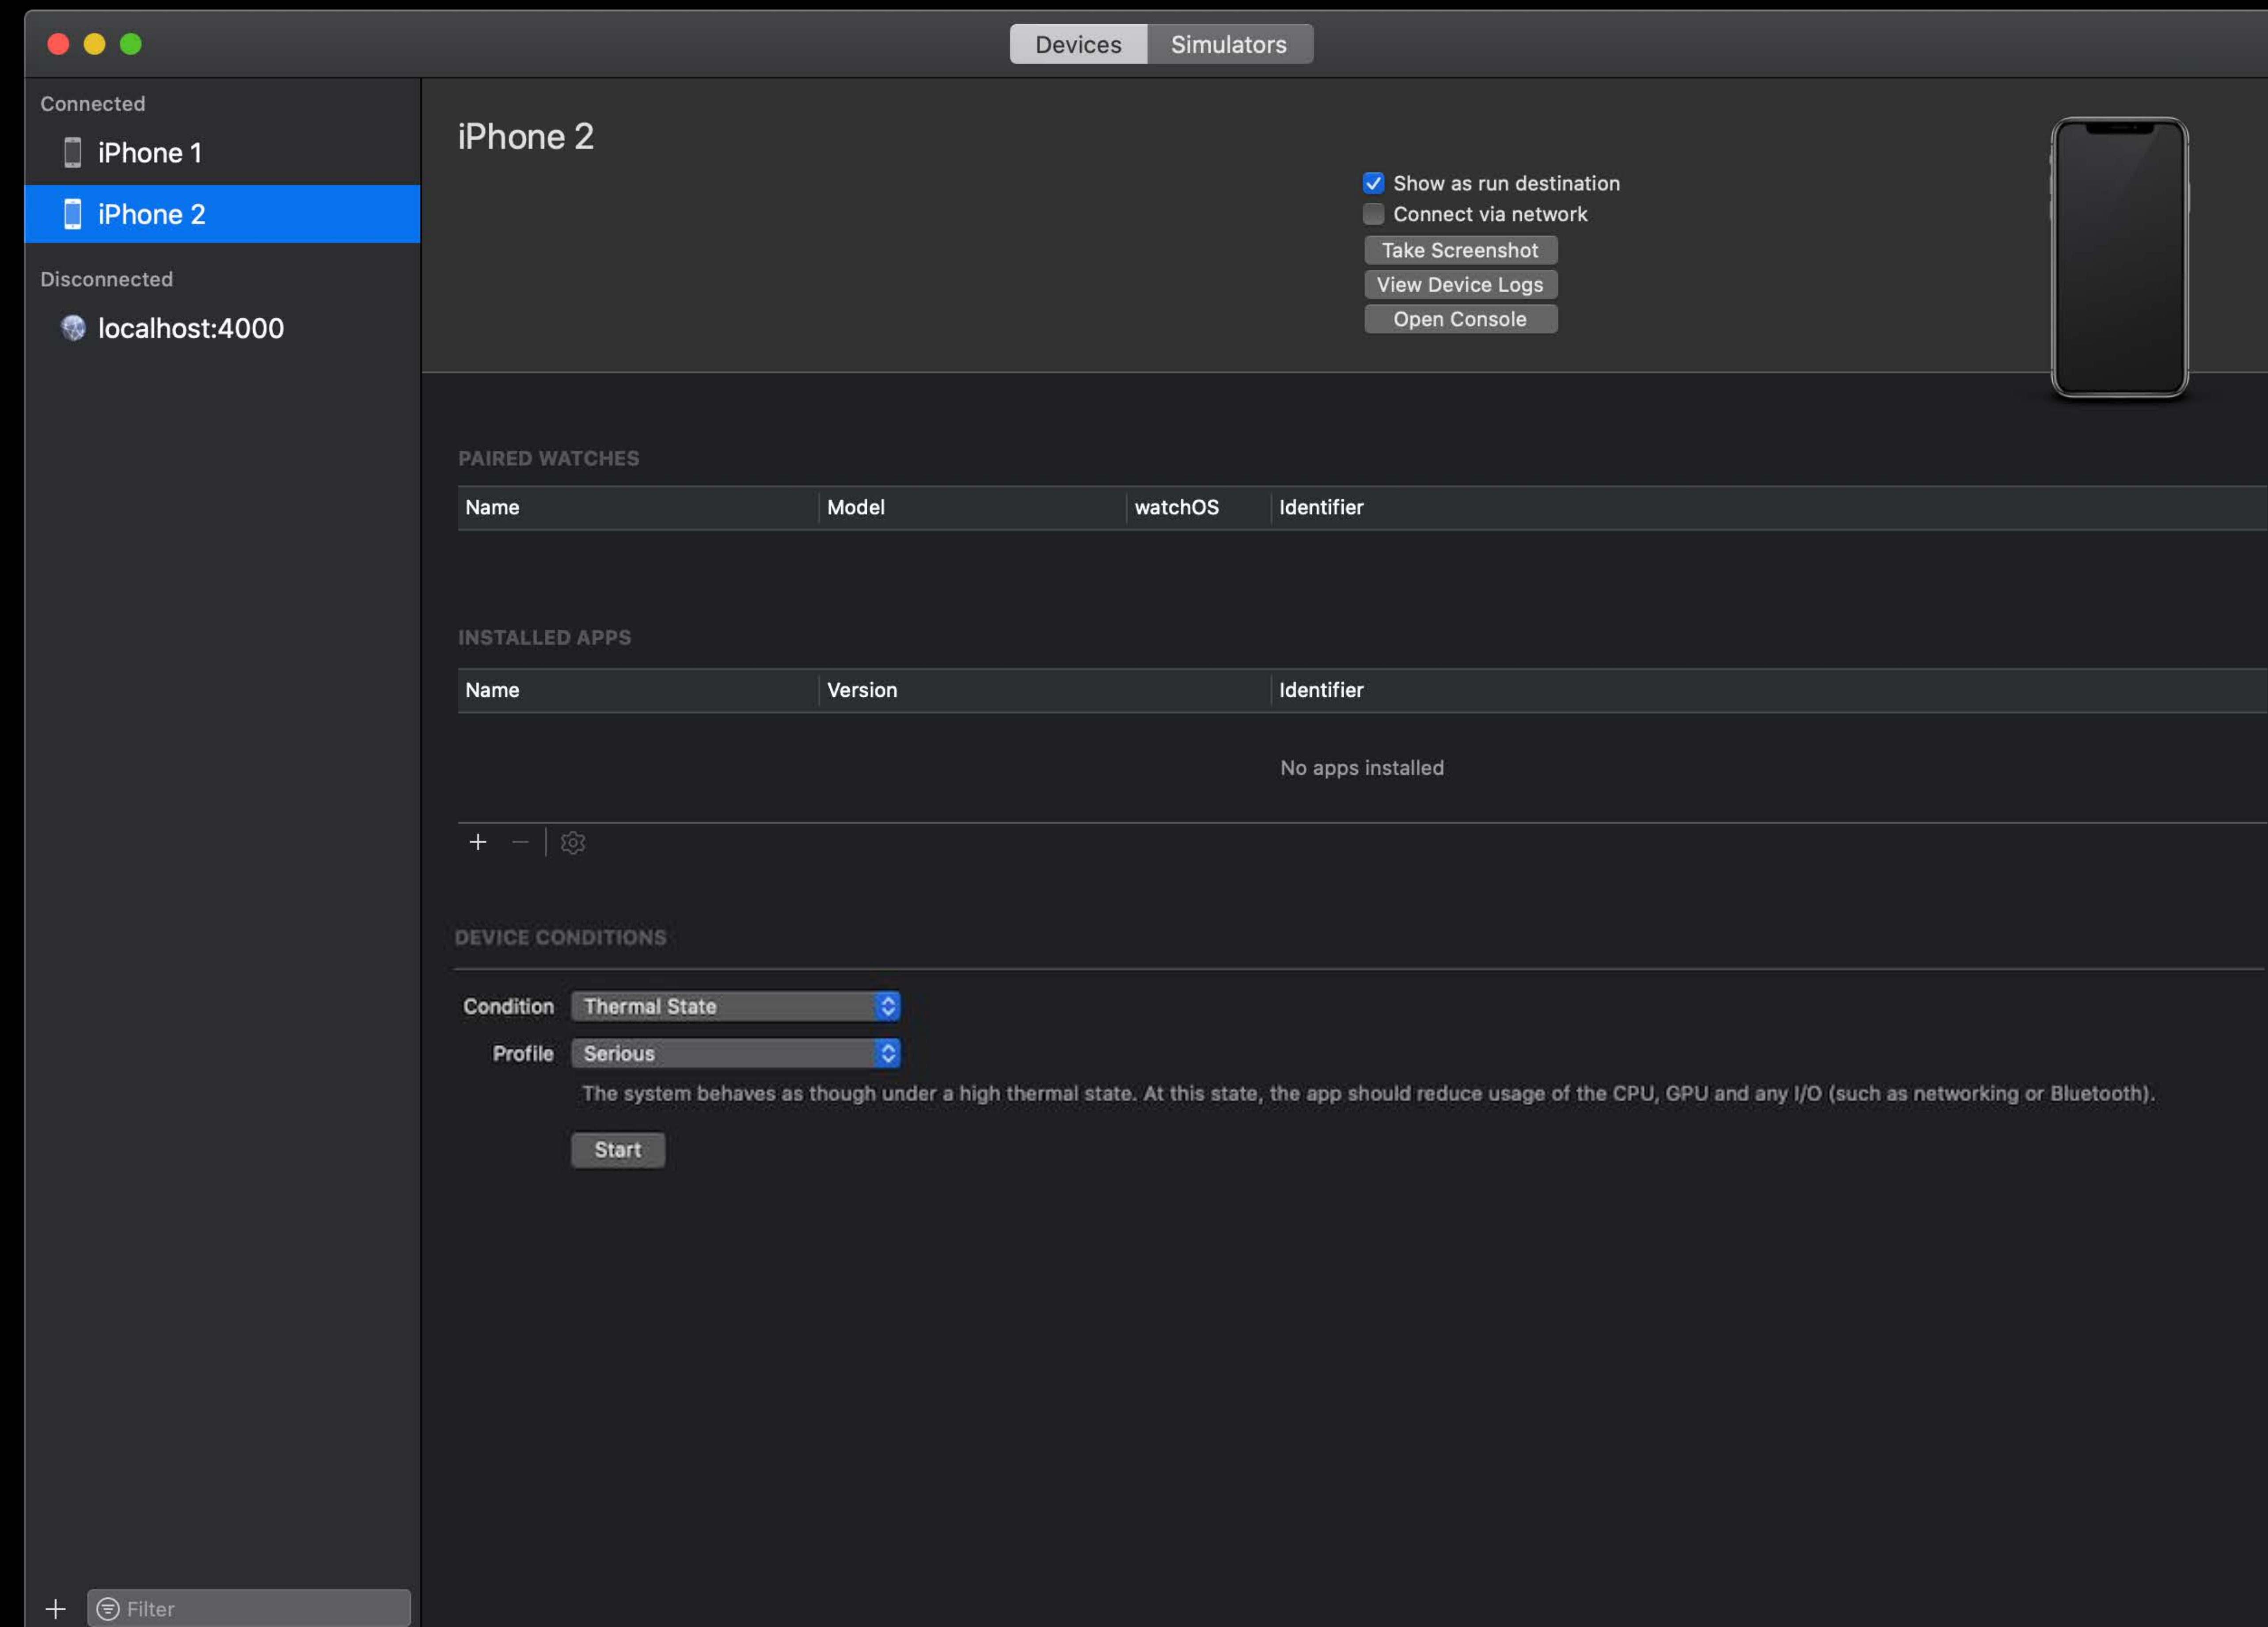 Devices Simulators
Connected
iPhone 1
iPhone 2
Disconnected
localhost:4000
Filter
iPhone 2
Show as run destination
Connect via network
Take Screenshot
View Device Logs
Open Console
PAIRED WATCHES
Name Model watchOS Identifier
INSTALLED APPS
Name Version Identifier
No apps installed
DEVICE CONDITIONS
Condition Thermal State
Profile Serious
The system behaves as though under a high thermal state. At this state, the app should reduce usage of the CPU, GPU and any I/O (such as networking or Bluetooth).
Start